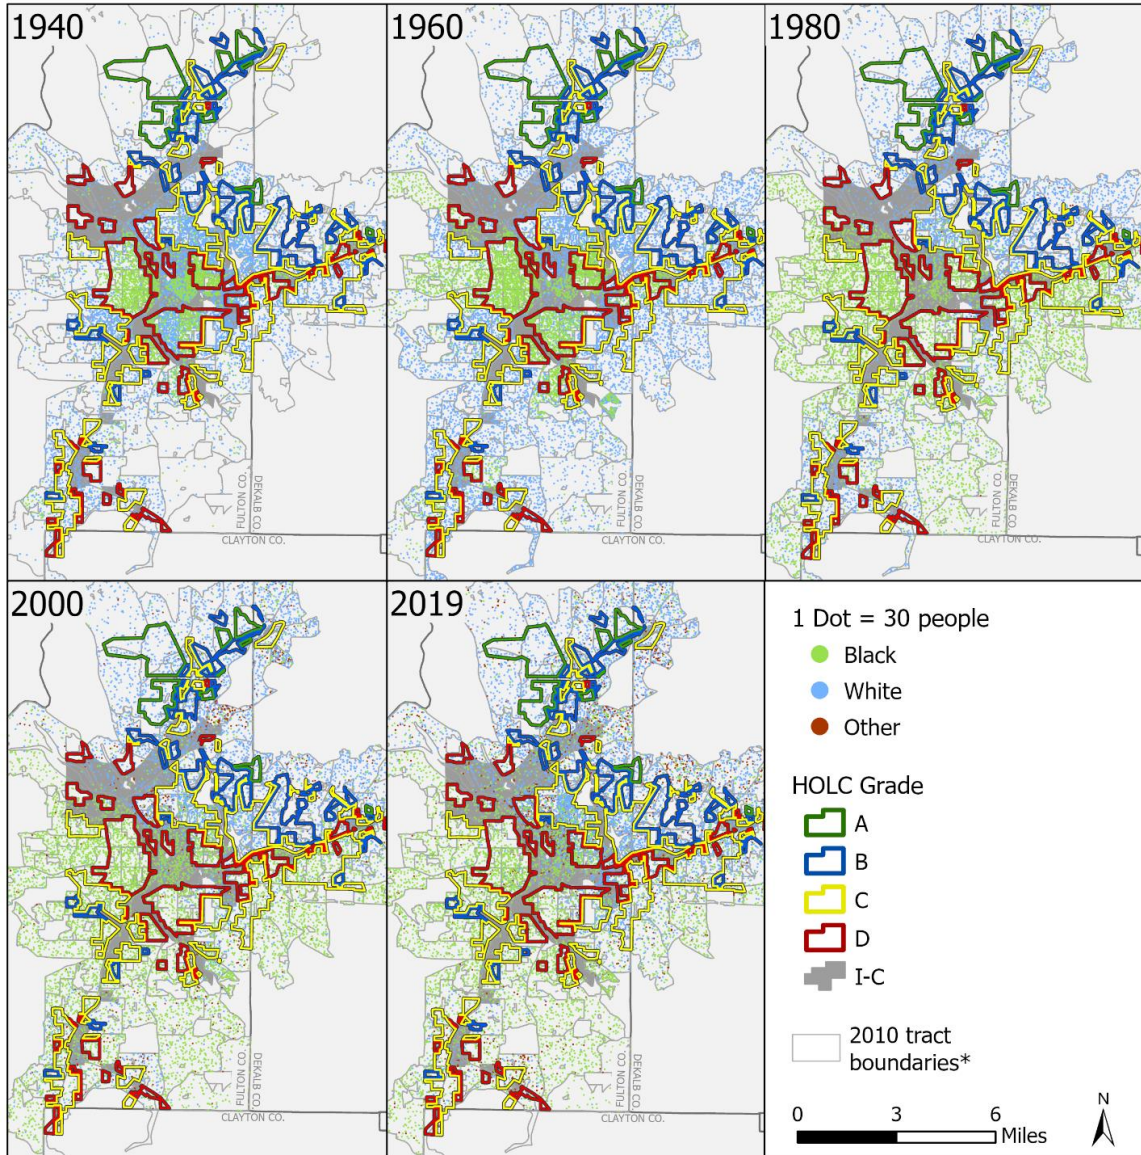 1940
1960
1980
FULTON CO.
DEKALB CO.
CLAYTON CO.
FULTON CO.
DEKALB CO.
CLAYTON CO.
FULTON CO.
DEKALB CO.
CLAYTON CO.
2000
2019
FULTON CO.
DEKALB CO.
CLAYTON CO.
FULTON CO.
DEKALB CO.
CLAYTON CO.
1 Dot = 30 people
Black
White
Other
HOLC Grade
A
B
C
D
I-C
2010 tract
boundaries*
0 3 6
Miles
N